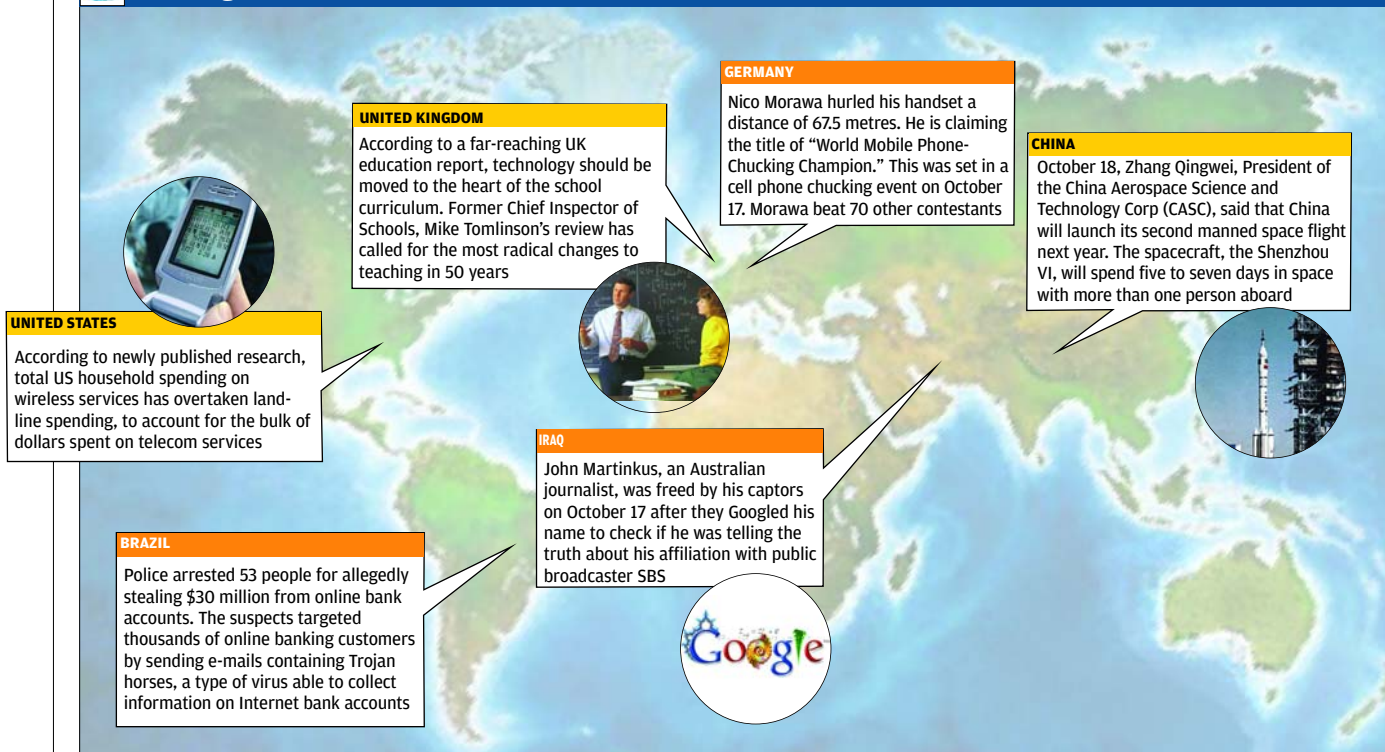 UNITED KINGDOM
According to a far-reaching UK
education report, technology should be
moved to the heart of the school
curriculum. Former Chief Inspector of
Schools, Mike Tomlinson’s review has
called for the most radical changes to
teaching in 50 years
GERMANY
Nico Morawa hurled his handset a
distance of 67.5 metres. He is claiming
the title of “World Mobile Phone-
Chucking Champion.” This was set in a
cell phone chucking event on October
17. Morawa beat 70 other contestants
CHINA
October 18, Zhang Qingwei, President of
the China Aerospace Science and
Technology Corp (CASC), said that China
will launch its second manned space flight
next year. The spacecraft, the Shenzhou
VI, will spend five to seven days in space
with more than one person aboard
UNITED STATES
According to newly published research,
total US household spending on
wireless services has overtaken land-
line spending, to account for the bulk of
dollars spent on telecom services
IRAQ
John Martinkus, an Australian
journalist, was freed by his captors
on October 17 after they Googled his
name to check if he was telling the
truth about his affiliation with public
broadcaster SBS
BRAZIL
Police arrested 53 people for allegedly
stealing $30 million from online bank
accounts. The suspects targeted
thousands of online banking customers
by sending e-mails containing Trojan
horses, a type of virus able to collect
information on Internet bank accounts
Google